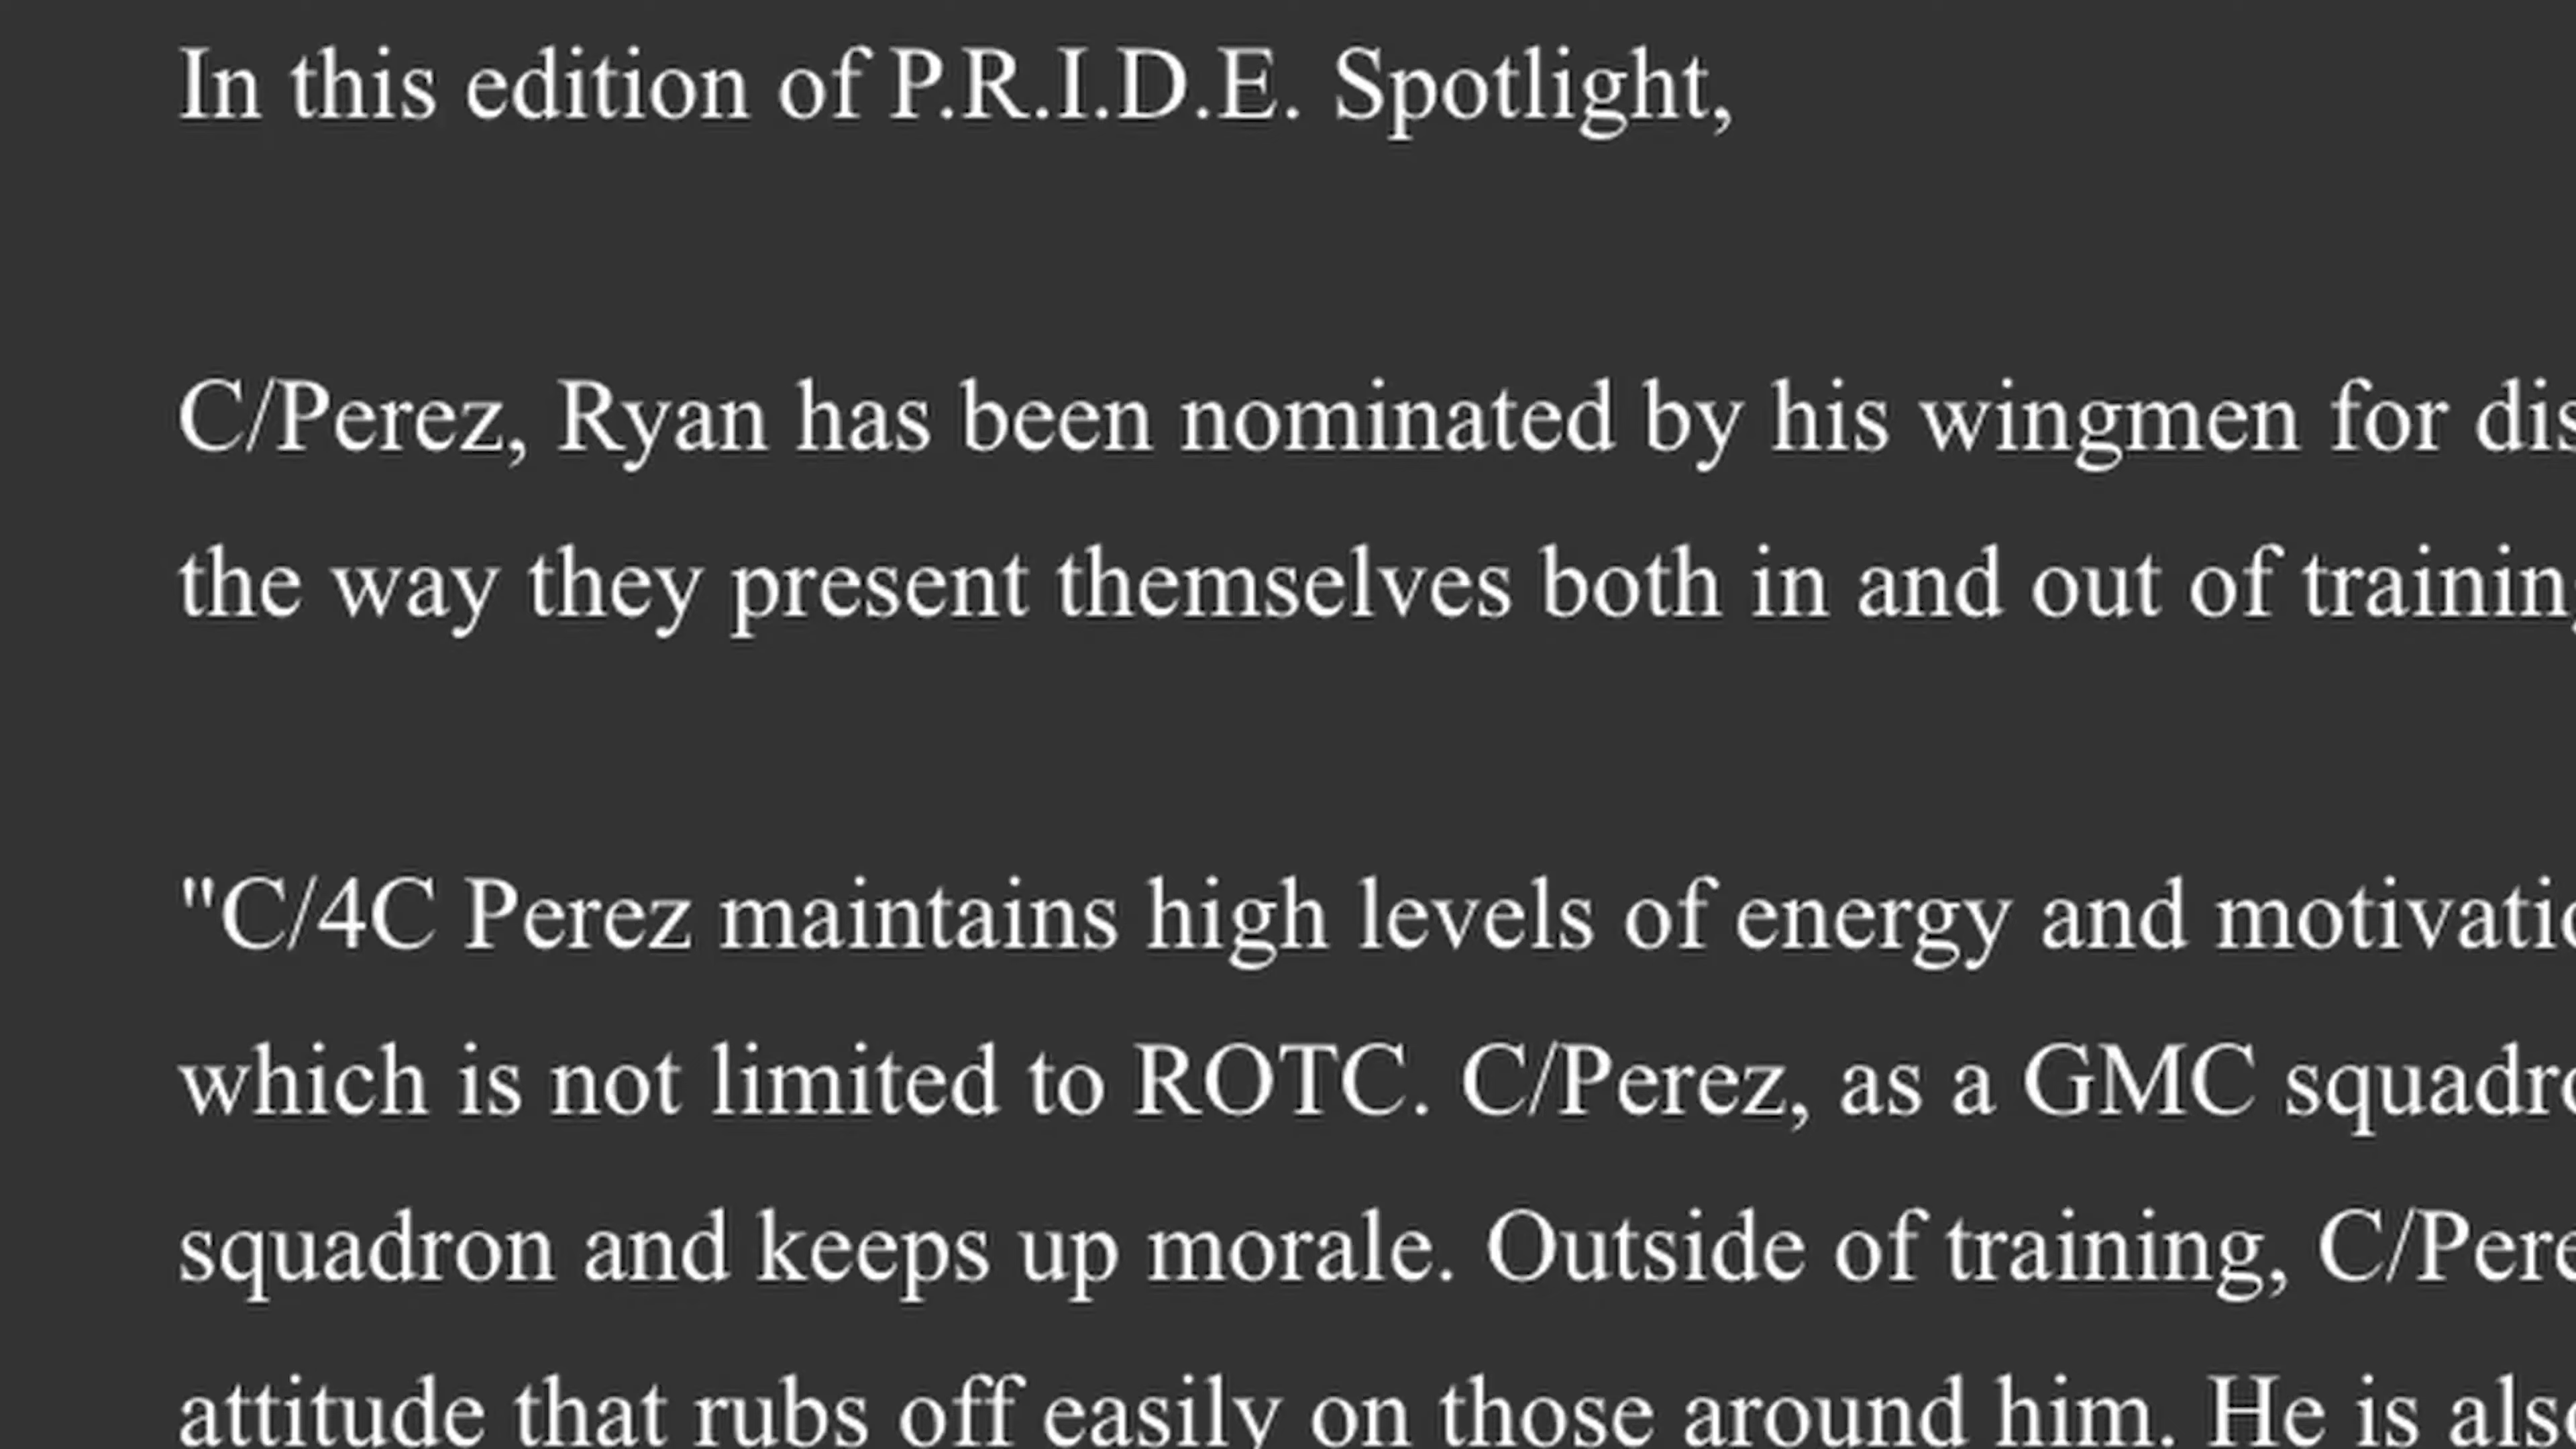 In this edition of P.R.I.D.E. Spotlight,
C/Perez, Ryan has been nominated by his wingmen for
the way they present themselves both in and out of
"C/4C Perez maintains high levels of energy and
which is not limited to ROTC. C/Perez, as a GMC
squadron and keeps up morale. Outside of training,
attitude that rubs off easily on those around him. He is